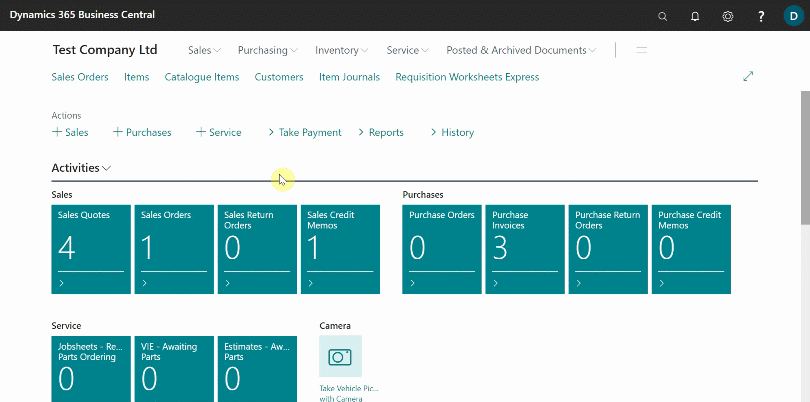 Dynamics 365 Business Central
?
D
Test Company Ltd
Sales
Purchasing
Inventory
Service
Posted & Archived Documents
Sales Orders
Items
Catalogue Items
Customers
Item Journals
Requisition Worksheets Express
Actions
+ Sales
+ Purchases
+ Service
> Take Payment
> Reports
> History
Activities
Sales
Purchases
Sales Quotes
4
Sales Orders
1
Sales Return
Orders
0
Sales Credit
Memos
1
Purchase Orders
0
Purchase
Invoices
3
Purchase Return
Orders
0
Purchase Credit
Memos
0
Service
Camera
Jobsheets - Re...
Parts Ordering
0
VIE - Awaiting
Parts
0
Estimates - Aw...
Parts
0
Take Vehicle Pic...
with Camera